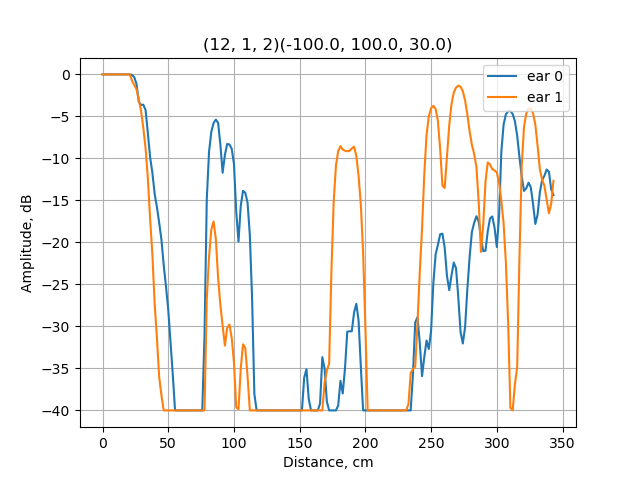 (12, 1, 2)(-100.0, 100.0, 30.0)
ear 0
ear 1
0
−5
−10
−15
−20
−25
−30
−35
−40
Amplitude, dB
0 50 100 150 200 250 300 350
Distance, cm